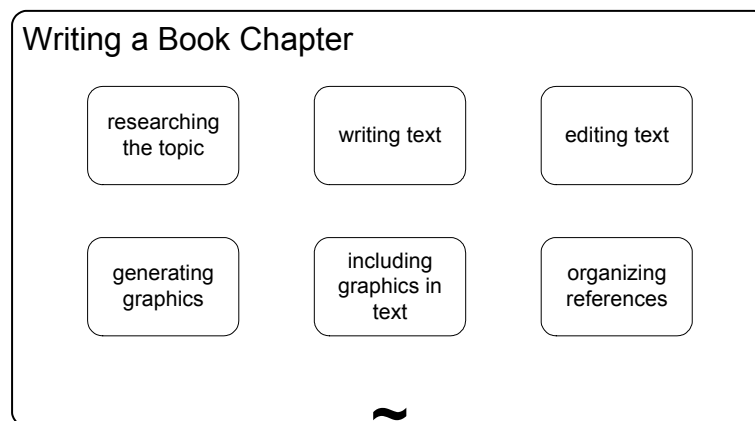 Writing a Book Chapter
researching
the topic
writing text
editing text
generating
graphics
including
graphics in
text
organizing
references
~